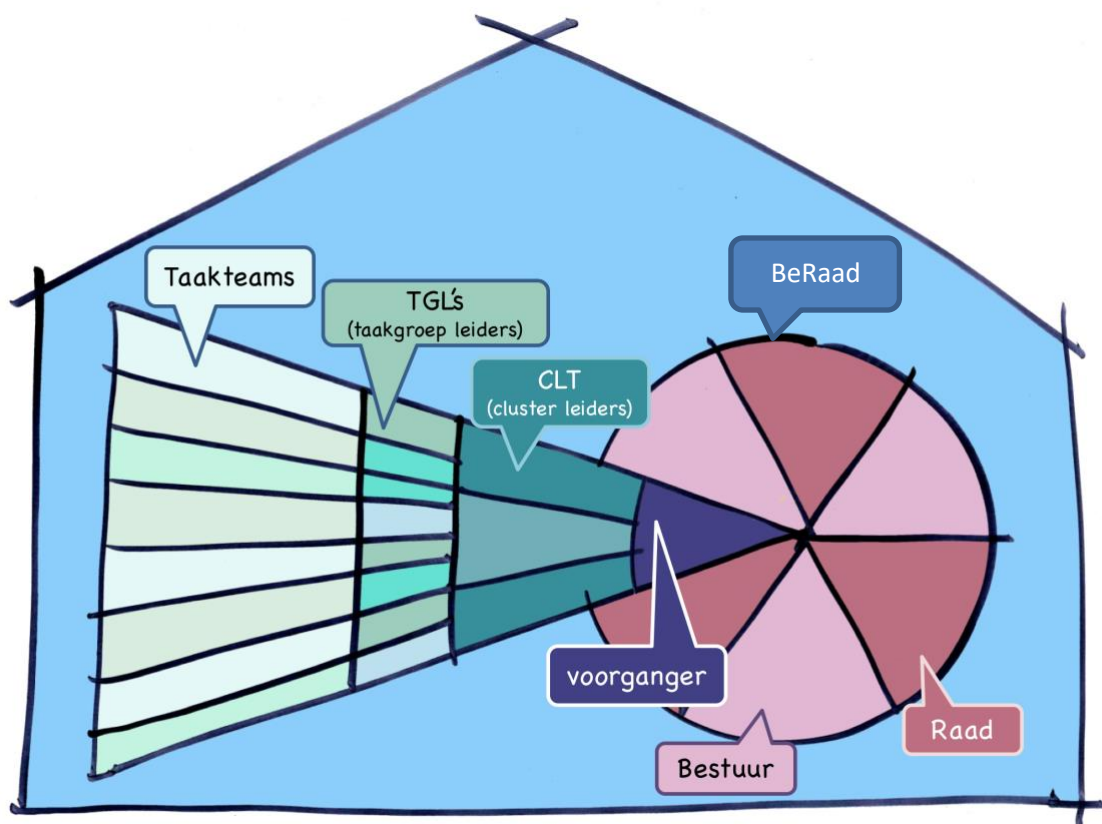 Taakteams
TGL's
(taakgroep leiders)
CLT
(cluster leiders)
BeRaad
voorganger
Bestuur
Raad